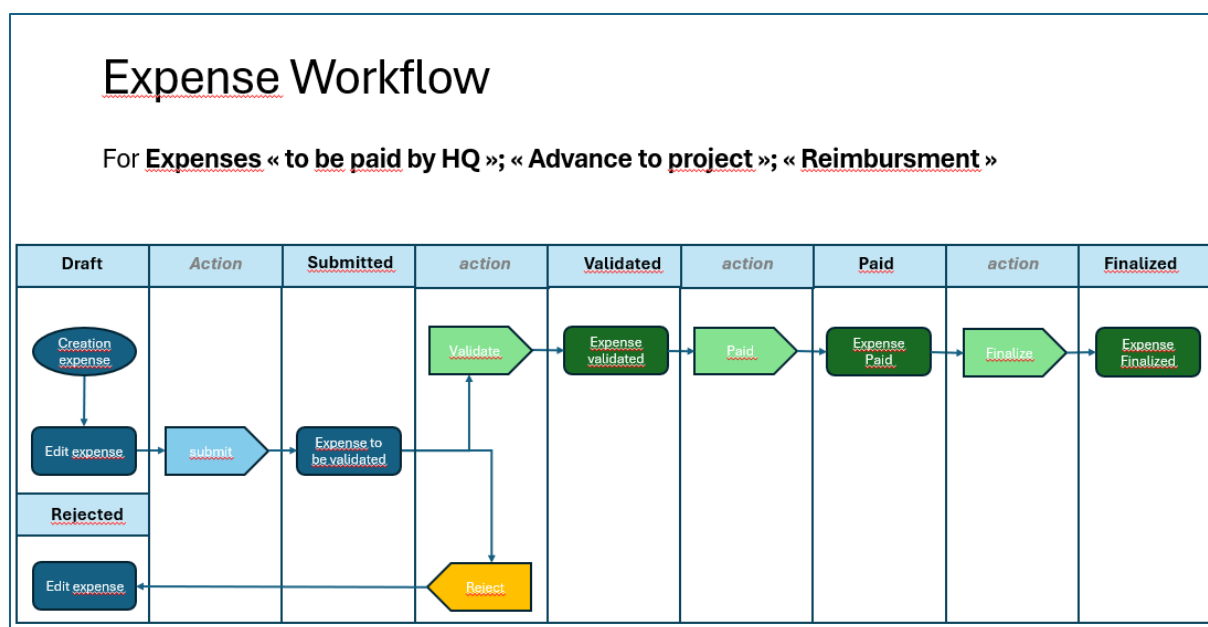 Expense Workflow
For Expenses « to be paid by HQ »; « Advance to project »; « Reimbursment »
Draft
Action
Submitted
action
Validated
action
Paid
action
Finalized
Creation
expense
Validate
Expense
validated
Paid
Expense
Paid
Finalize
Expense
Finalized
Edit expense
submit
Expense to
be validated
Rejected
Edit expense
Reject